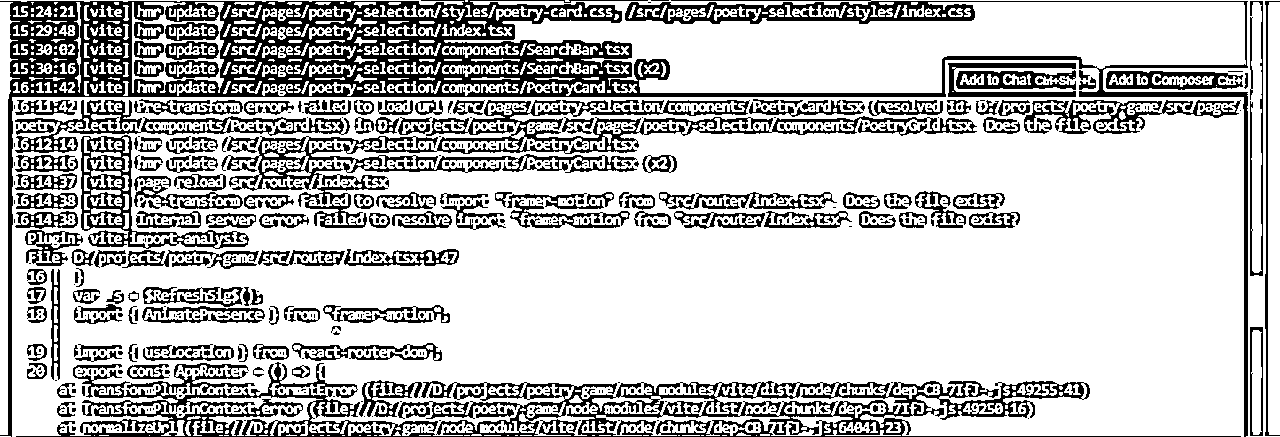 15:24:21 [vite] hmr update /src/pages/poetry-selection/styles/poetry-card.css, /src/pages/poetry-selection/styles/index.css
15:29:48 [vite] hmr update /src/pages/poetry-selection/index.tsx
15:30:02 [vite] hmr update /src/pages/poetry-selection/components/SearchBar.tsx
15:30:16 [vite] hmr update /src/pages/poetry-selection/components/SearchBar.tsx (x2)
16:11:42 [vite] hmr update /src/pages/poetry-selection/components/PoetryCard.tsx
Add to Chat Ctrl+Shift+L Add to Composer
16:11:42 [vite] Pre-transform error: Failed to load url /src/pages/poetry-selection/components/PoetryCard.tsx (resolved id: D:/projects/poetry-game/src/pages/
poetry-selection/components/PoetryCard.tsx) in D:/projects/poetry-game/src/pages/poetry-selection/components/PoetryGrid.tsx. Does the file exist?
16:12:14 [vite] hmr update /src/pages/poetry-selection/components/PoetryCard.tsx
16:12:16 [vite] hmr update /src/pages/poetry-selection/components/PoetryCard.tsx (x2)
16:14:37 [vite] page reload src/router/index.tsx
16:14:38 [vite] Pre-transform error: Failed to resolve import "framer-motion" from "src/router/index.tsx". Does the file exist?
16:14:38 [vite] Internal server error: Failed to resolve import "framer-motion" from "src/router/index.tsx". Does the file exist?
Plugin: vite:import-analysis
File: D:/projects/poetry-game/src/router/index.tsx:1:47
16 | }
17 | var _s = $RefreshSig$();
18 | import { AnimatePresence } from "framer-motion";
| ^
19 | import { useLocation } from "react-router-dom";
20 | export const AppRouter = () => {
at TransformPluginContext._formatError (file:///D:/projects/poetry-game/node_modules/vite/dist/node/chunks/dep-CB_7IfJ-.js:49255:41)
at TransformPluginContext.error (file:///D:/projects/poetry-game/node_modules/vite/dist/node/chunks/dep-CB_7IfJ-.js:49250:16)
at normalizeUrl (file:///D:/projects/poetry-game/node_modules/vite/dist/node/chunks/dep-CB_7IfJ-.js:64041:23)